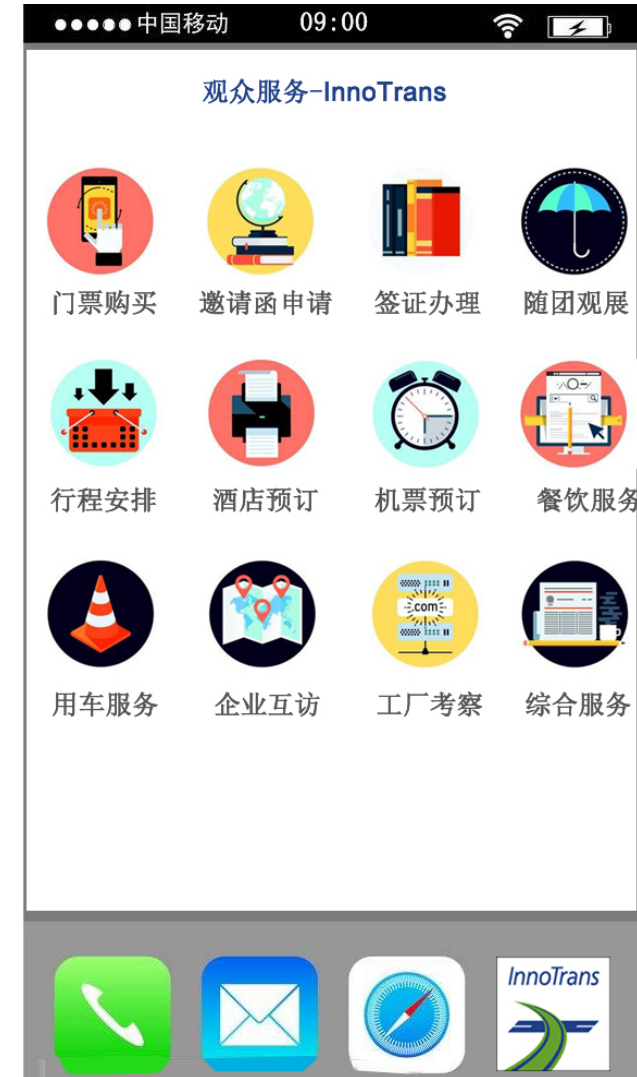 ●●●●●中国移动 09:00
观众服务-InnoTrans
门票购买 邀请函申请 签证办理 随团观展
行程安排 酒店预订 机票预订 餐饮服务
.com
用车服务 企业互访 工厂考察 综合服务
InnoTrans